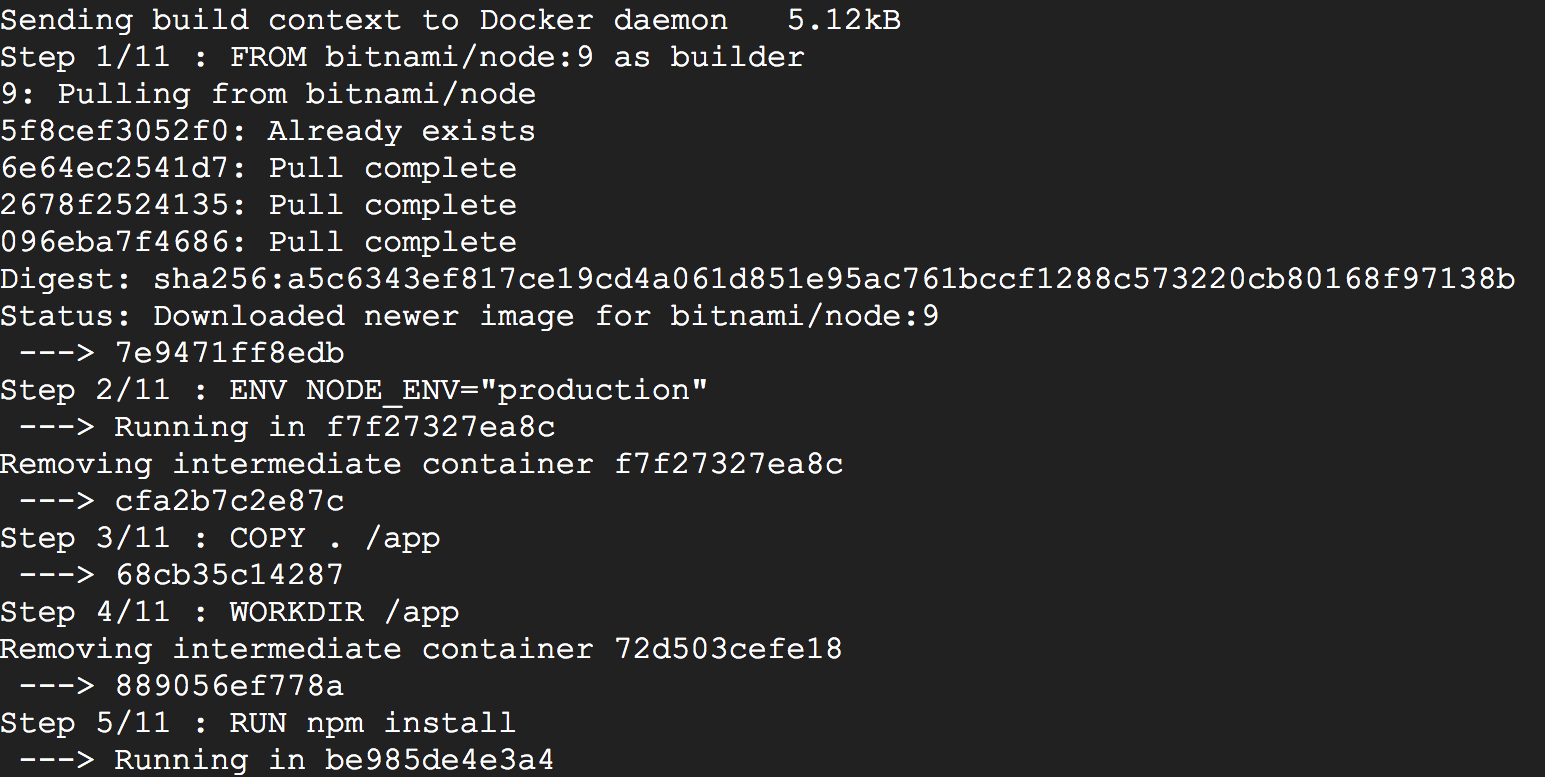 Sending build context to Docker daemon   5.12kB
Step 1/11 : FROM bitnami/node:9 as builder
9: Pulling from bitnami/node
5f8cef3052f0: Already exists
6e64ec2541d7: Pull complete
2678f2524135: Pull complete
096eba7f4686: Pull complete
Digest: sha256:a5c6343ef817ce19cd4a061d851e95ac761bccf1288c573220cb80168f97138b
Status: Downloaded newer image for bitnami/node:9
 ---> 7e9471ff8edb
Step 2/11 : ENV NODE_ENV="production"
 ---> Running in f7f27327ea8c
Removing intermediate container f7f27327ea8c
 ---> cfa2b7c2e87c
Step 3/11 : COPY . /app
 ---> 68cb35c14287
Step 4/11 : WORKDIR /app
Removing intermediate container 72d503cefe18
 ---> 889056ef778a
Step 5/11 : RUN npm install
 ---> Running in be985de4e3a4